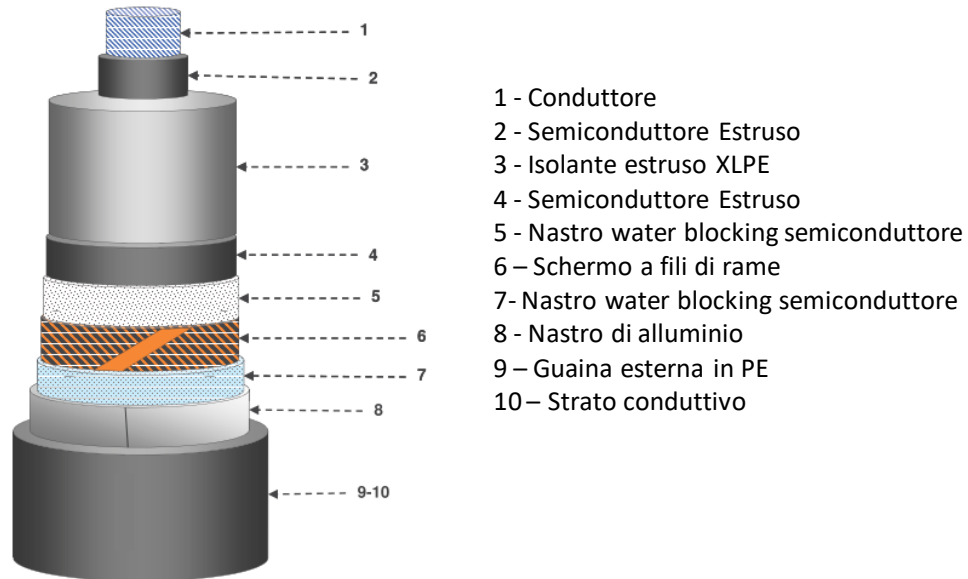 1
2
3
4
5
6
7
8
9-10
1 - Conduttore
2 - Semiconduttore Estruso
3 - Isolante estruso XLPE
4 - Semiconduttore Estruso
5 - Nastro water blocking semiconduttore
6 – Schermo a fili di rame
7- Nastro water blocking semiconduttore
8 - Nastro di alluminio
9 – Guaina esterna in PE
10 – Strato conduttivo